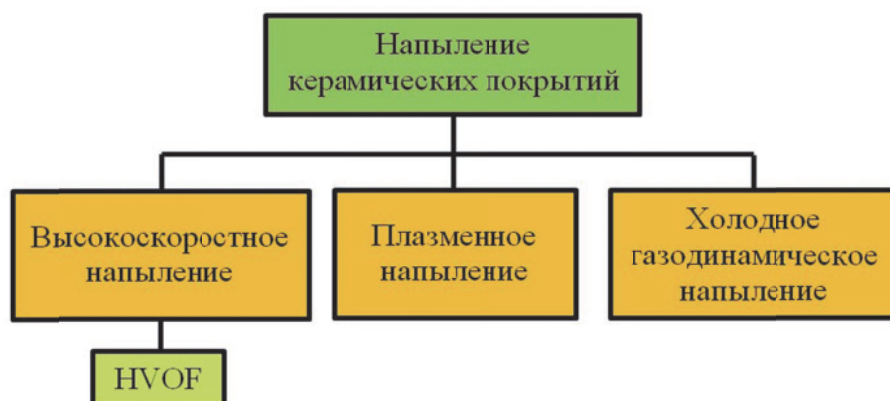 Напыление
керамических покрытий
Высокоскоростное
напыление
Плазменное
напыление
Холодное
газодинамическое
напыление
HVOF